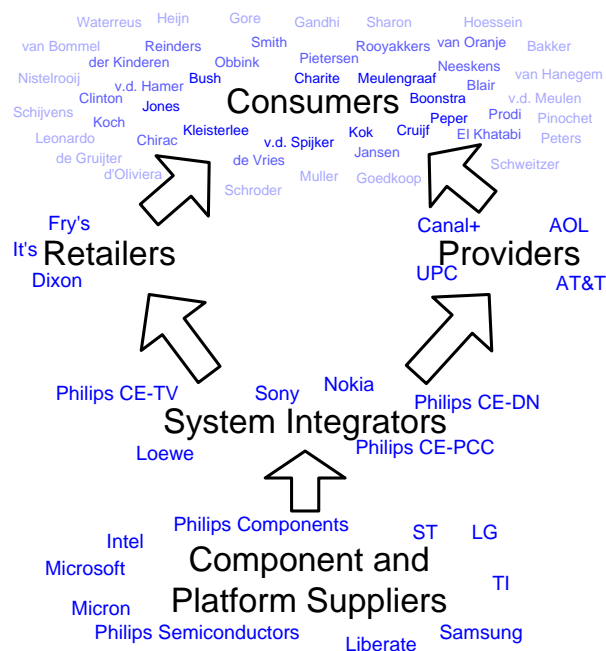 Waterreus Heijn Gore Gandhi Sharon Hoessein
van Bommel Reinders Smith Rooyakkers van Oranje Bakker
der Kinderen Obbink Pietersen Neeskens
Nistelrooij v.d. Hamer Bush Charite Meulengraaf Blair van Hanegem
Clinton Jones Consumers Boonstra v.d. Meulen
Schijvens Koch Kleisterlee Kok Cruijf Peper Prodi Pinochet
Leonardo Chirac v.d. Spijker El Khatabi Peters
de Gruijter de Vries Jansen Schweitzer
d'Oliviera Schroder Muller Goedkoop
Fry's Canal+ AOL
It's Retailers Providers
Dixon UPC AT&T
Philips CE-TV Sony Nokia Philips CE-DN
System Integrators
Loewe Philips CE-PCC
Philips Components ST LG
Intel
Component and
Microsoft TI
Platform Suppliers
Micron
Philips Semiconductors Liberate Samsung